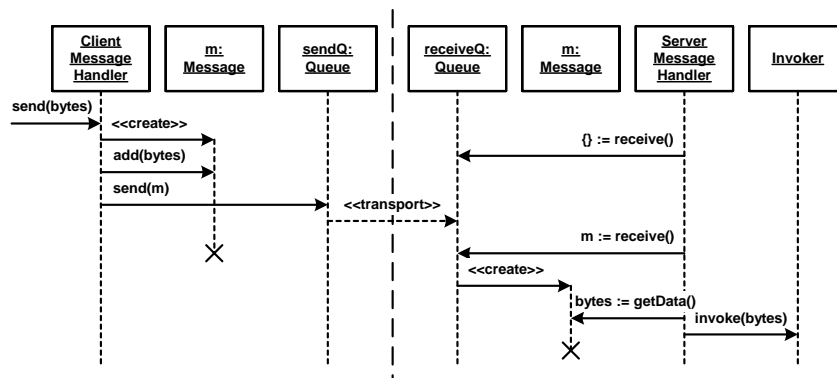 Client
Message
Handler
m:
Message
sendQ:
Queue
receiveQ:
Queue
m:
Message
Server
Message
Handler
Invoker
send(bytes)
<<create>>
add(bytes)
{} := receive()
send(m)
<<transport>>
m := receive()
<<create>>
bytes := getData()
invoke(bytes)